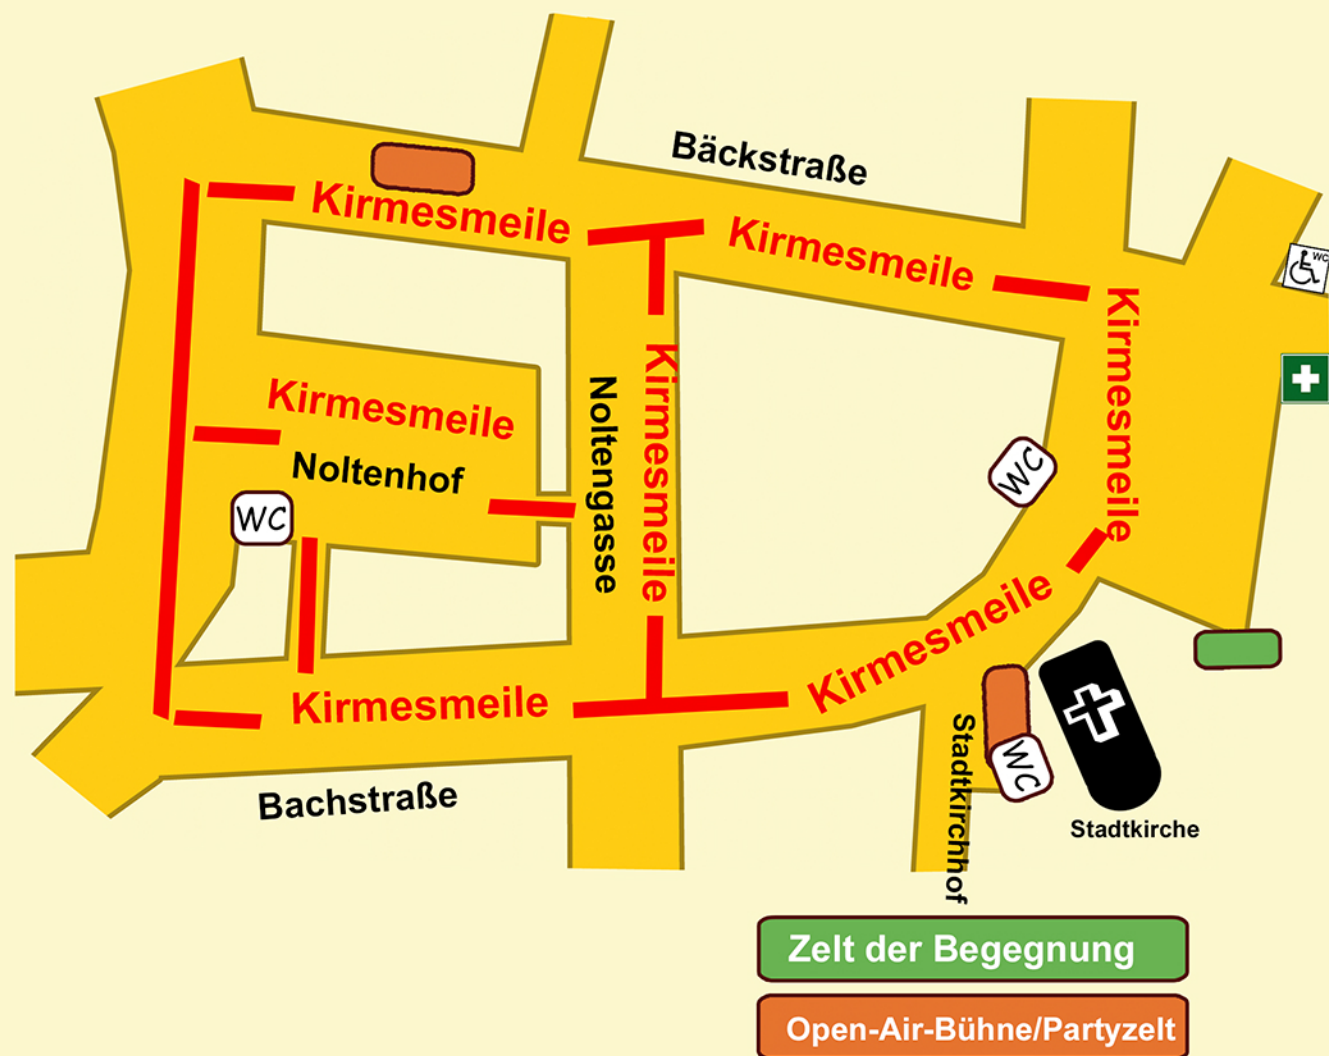 Bäckstraße
Kirmesmeile
Kirmesmeile
WC
Kirmesmeile
Kirmesmeile
Noltenhof
Noltengasse
Kirmesmeile
WC
WC
Kirmesmeile
Kirmesmeile
Bachstraße
Stadtkirchhof
WC
Stadtkirche
Zelt der Begegnung
Open-Air-Bühne/Partyzelt